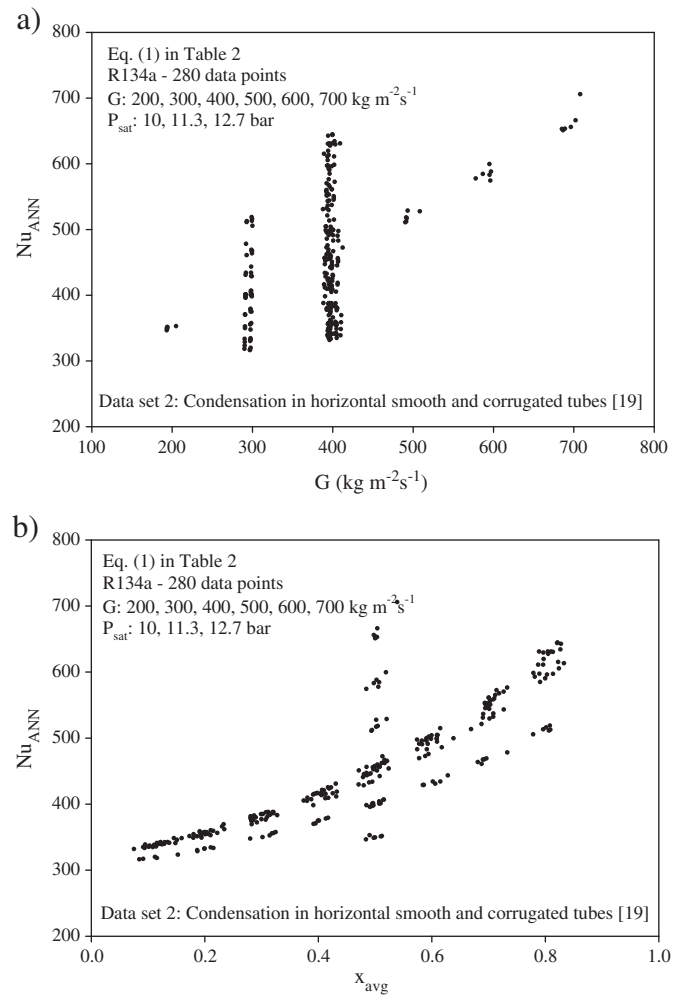 a)
800
700
600
500
400
300
200
Nu_ANN
Eq. (1) in Table 2
R134a - 280 data points
G: 200, 300, 400, 500, 600, 700 kg m⁻²s⁻¹
P_sat: 10, 11.3, 12.7 bar
Data set 2: Condensation in horizontal smooth and corrugated tubes [19]
100 200 300 400 500 600 700 800
G (kg m⁻²s⁻¹)
b)
800
700
600
500
400
300
200
Nu_ANN
Eq. (1) in Table 2
R134a - 280 data points
G: 200, 300, 400, 500, 600, 700 kg m⁻²s⁻¹
P_sat: 10, 11.3, 12.7 bar
Data set 2: Condensation in horizontal smooth and corrugated tubes [19]
0.0 0.2 0.4 0.6 0.8 1.0
x_avg